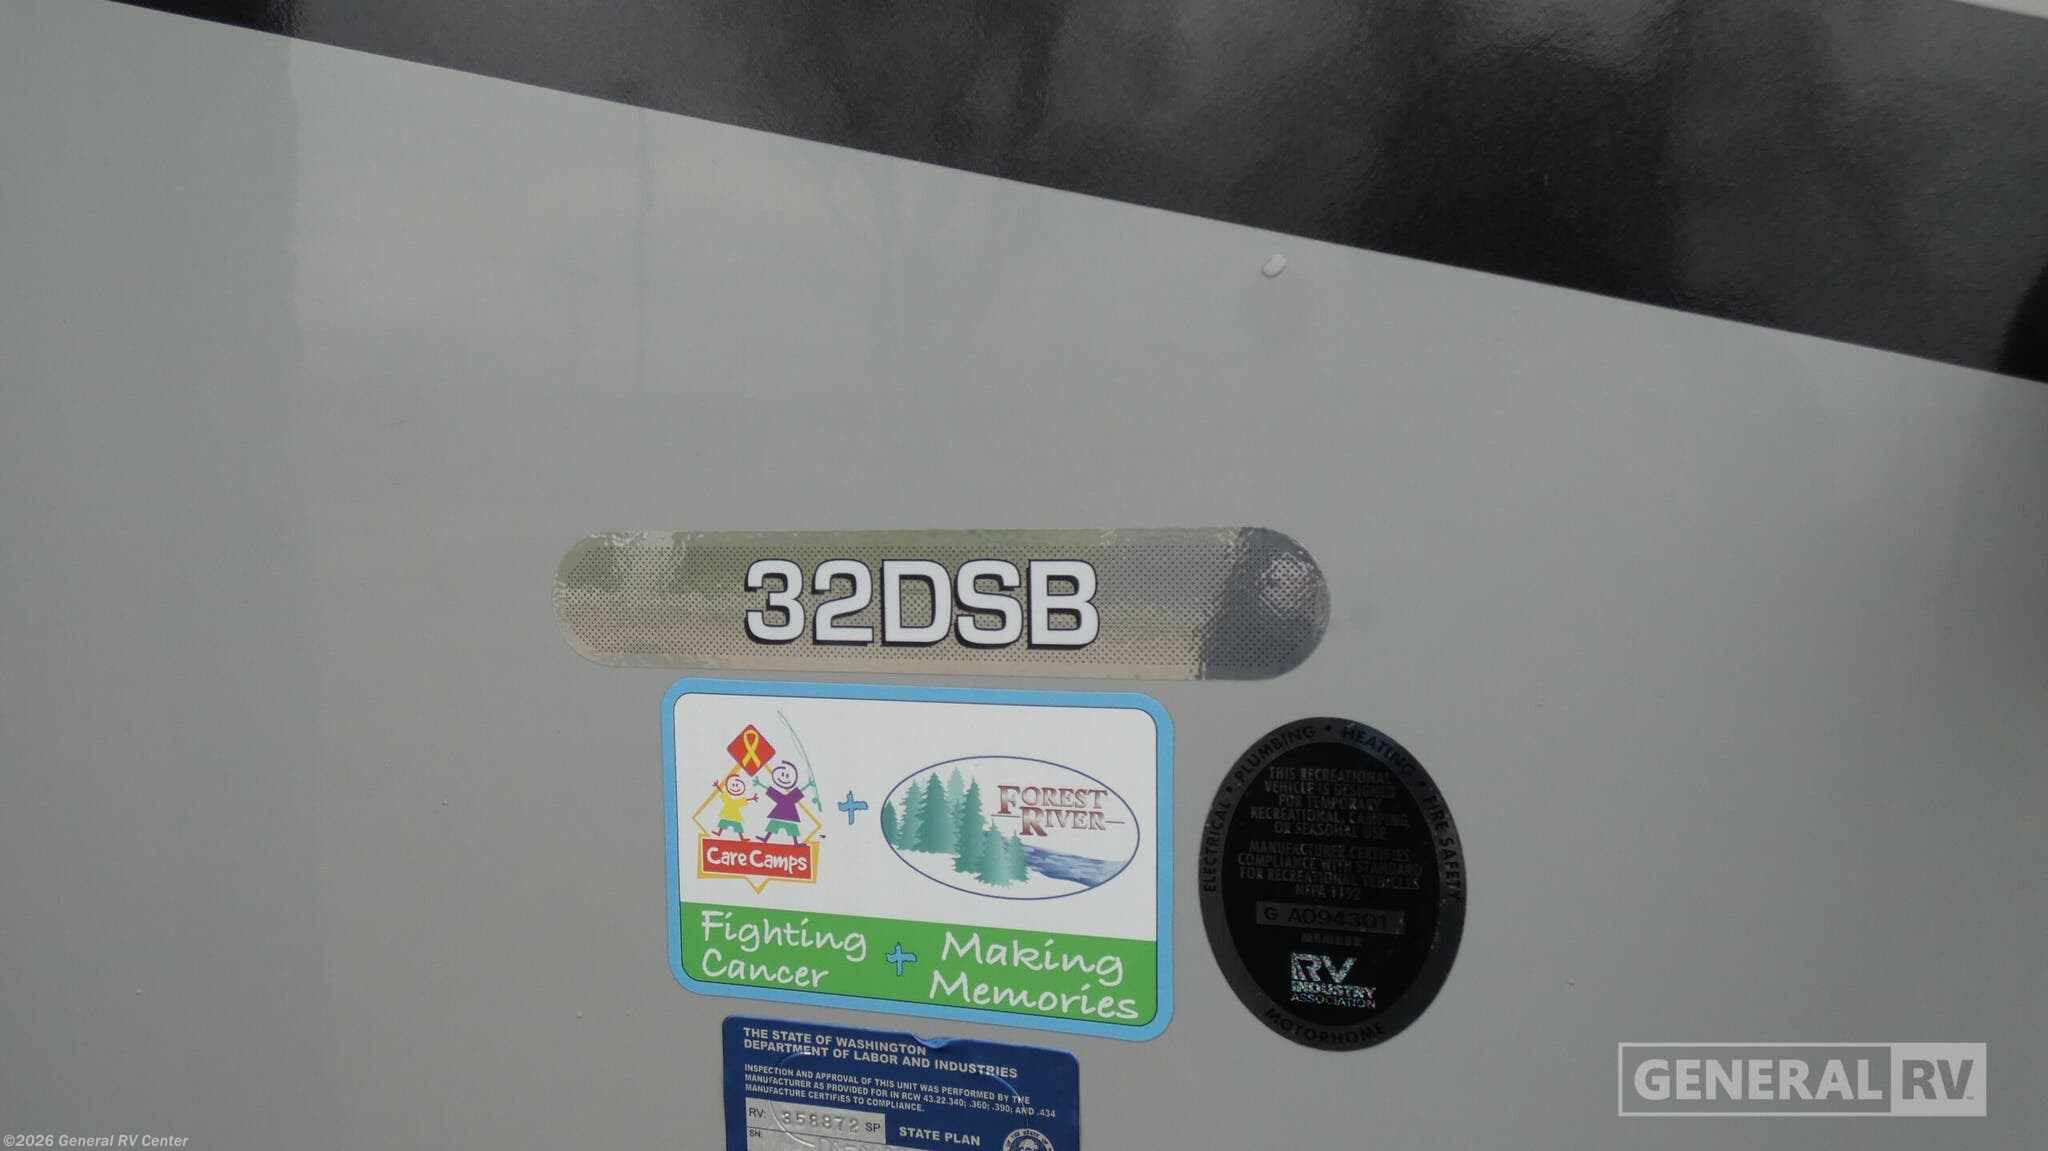 32DSB
Care Camps
™
+
FOREST
RIVER
Fighting
Cancer
+
Making
Memories
ELECTRICAL • PLUMBING • HEATING • FIRE SAFETY
THIS RECREATIONAL
VEHICLE IS DESIGNED
FOR TEMPORARY
RECREATIONAL, CAMPING,
OR SEASONAL USE
MANUFACTURER CERTIFIES
COMPLIANCE WITH STANDARD
FOR RECREATIONAL VEHICLES
NFPA 1192
G A094301
MEMBER
RV
INDUSTRY
ASSOCIATION
MOTORHOME
THE STATE OF WASHINGTON
DEPARTMENT OF LABOR AND INDUSTRIES
INSPECTION AND APPROVAL OF THIS UNIT WAS PERFORMED BY THE
MANUFACTURER AS PROVIDED FOR IN RCW 43.22.340; .360; .390; AND .434
MANUFACTURE CERTIFIES TO COMPLIANCE.
RV: 358872 SP
STATE PLAN
SN:
GENERAL RV
©2026 General RV Center